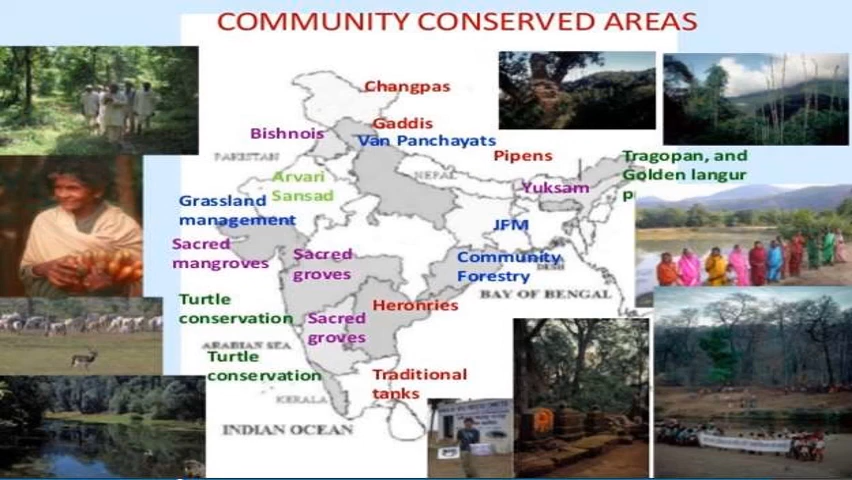 COMMUNITY CONSERVED AREAS
Changpas
Gaddis
Bishnois
Van Panchayats
PAKISTAN
Pipens
Tragopan, and
Golden langur
p
NEPAL
Arvari
Sansad
Yuksam
Grassland
management
JFM
Sacred
mangroves
Sacred
groves
Community
Forestry
DESH
BAY OF BENGAL
Turtle
conservation
Heronries
Sacred
groves
ARABIAN SEA
Turtle
conservation
Traditional
tanks
KERALA
INDIAN OCEAN